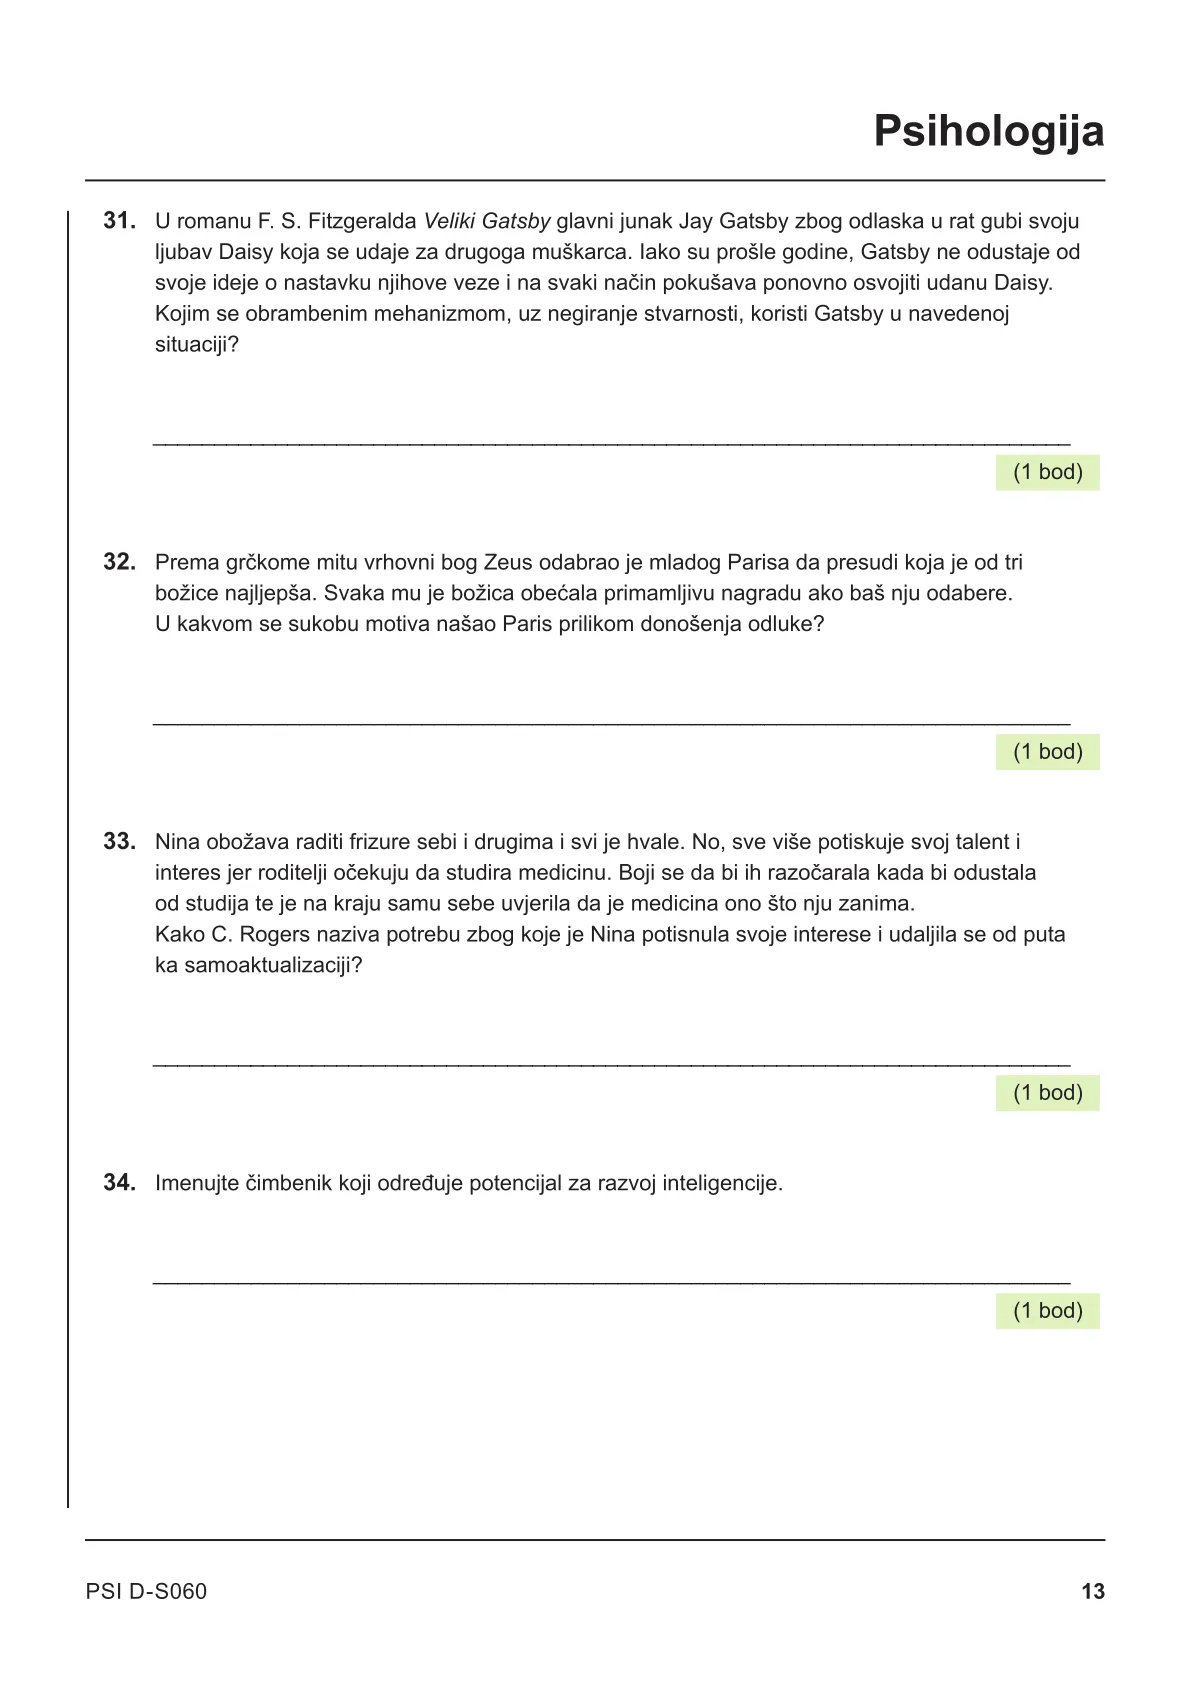 Psihologija
31. U romanu F. S. Fitzgeralda Veliki Gatsby glavni junak Jay Gatsby zbog odlaska u rat gubi svoju
ljubav Daisy koja se udaje za drugoga muškarca. Iako su prošle godine, Gatsby ne odustaje od
svoje ideje o nastavku njihove veze i na svaki način pokušava ponovno osvojiti udanu Daisy.
Kojim se obrambenim mehanizmom, uz negiranje stvarnosti, koristi Gatsby u navedenoj
situaciji?
(1 bod)
32. Prema grčkome mitu vrhovni bog Zeus odabrao je mladog Parisa da presudi koja je od tri
božice najljepša. Svaka mu je božica obećala primamljivu nagradu ako baš nju odabere.
U kakvom se sukobu motiva našao Paris prilikom donošenja odluke?
(1 bod)
33. Nina obožava raditi frizure sebi i drugima i svi je hvale. No, sve više potiskuje svoj talent i
interes jer roditelji očekuju da studira medicinu. Boji se da bi ih razočarala kada bi odustala
od studija te je na kraju samu sebe uvjerila da je medicina ono što nju zanima.
Kako C. Rogers naziva potrebu zbog koje je Nina potisnula svoje interese i udaljila se od puta
ka samoaktualizaciji?
(1 bod)
34. Imenujte čimbenik koji određuje potencijal za razvoj inteligencije.
(1 bod)
PSI D-S060 13